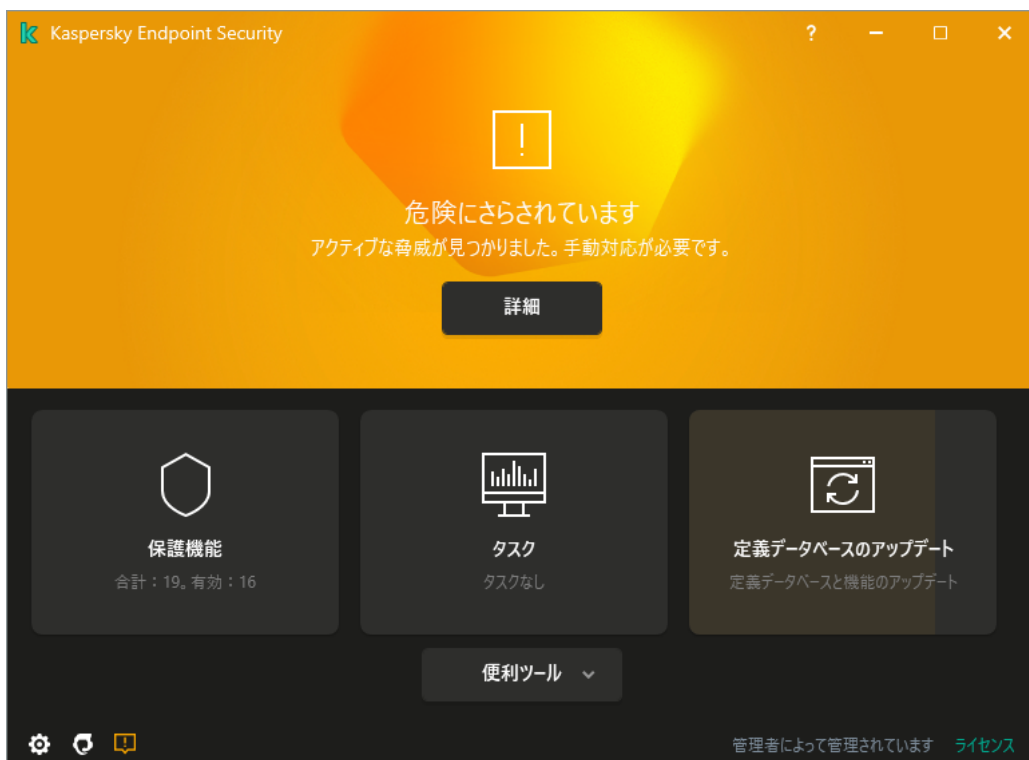 Kaspersky Endpoint Security
?
危険にさらされています
アクティブな脅威が見つかりました。手動対応が必要です。
詳細
保護機能
合計：19。有効：16
タスク
タスクなし
定義データベースのアップデート
定義データベースと機能のアップデート
便利ツール
管理者によって管理されています ライセンス